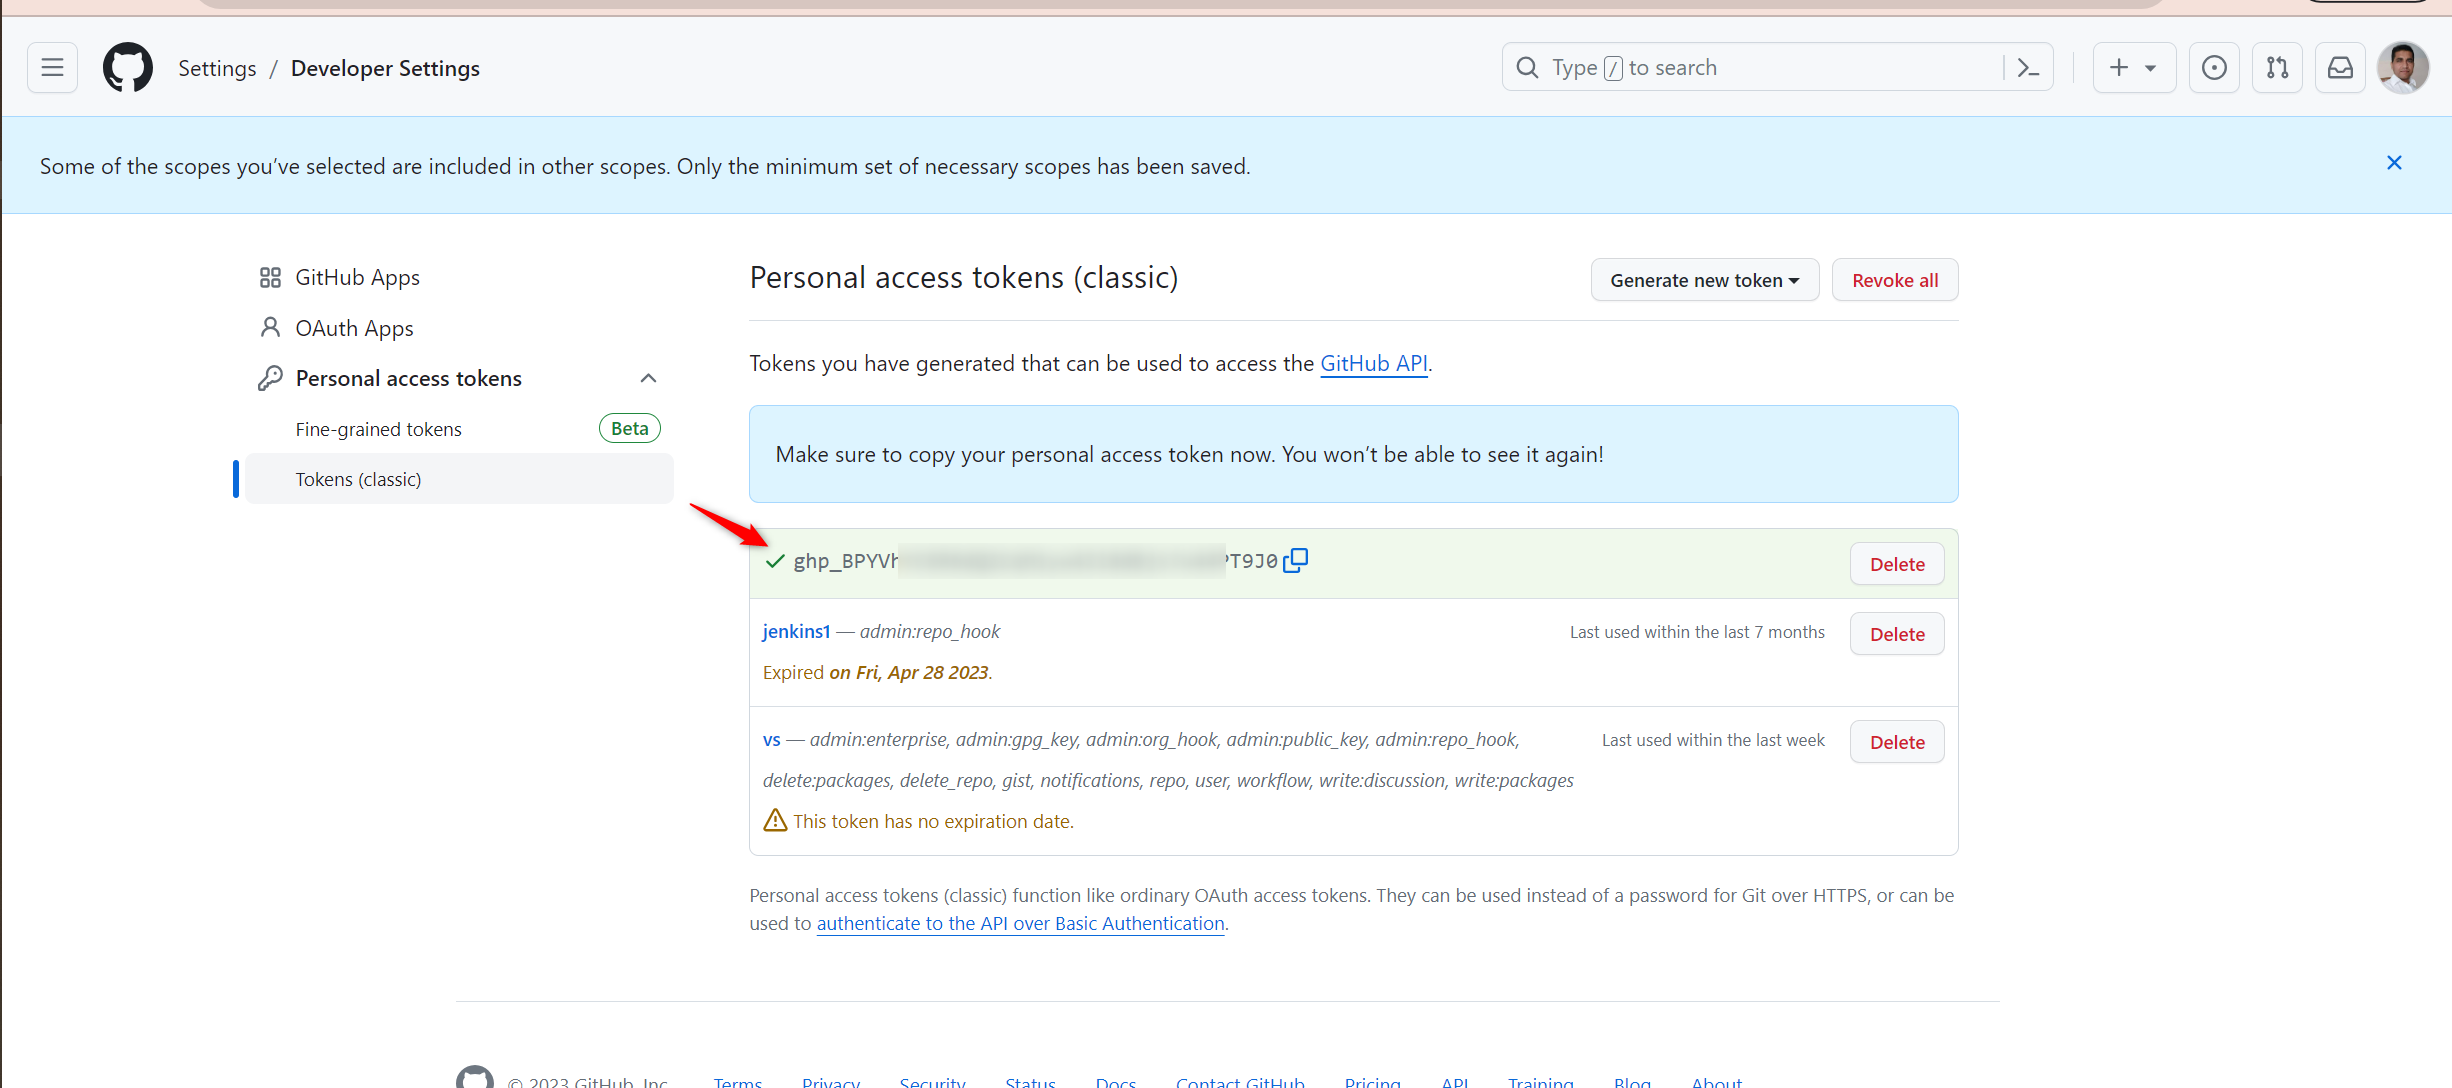 Settings / Developer Settings
Type / to search
Some of the scopes you've selected are included in other scopes. Only the minimum set of necessary scopes has been saved.
GitHub Apps
OAuth Apps
Personal access tokens
Fine-grained tokens Beta
Tokens (classic)
Personal access tokens (classic)
Generate new token
Revoke all
Tokens you have generated that can be used to access the GitHub API.
Make sure to copy your personal access token now. You won't be able to see it again!
Delete
jenkins1 — admin:repo_hook
Last used within the last 7 months
Delete
Expired on Fri, Apr 28 2023.
vs — admin:enterprise, admin:gpg_key, admin:org_hook, admin:public_key, admin:repo_hook,
delete:packages, delete_repo, gist, notifications, repo, user, workflow, write:discussion, write:packages
Last used within the last week
Delete
This token has no expiration date.
Personal access tokens (classic) function like ordinary OAuth access tokens. They can be used instead of a password for Git over HTTPS, or can be
used to authenticate to the API over Basic Authentication.
© 2023 GitHub, Inc. Terms Privacy Security Status Docs Contact GitHub Pricing API Training Blog About